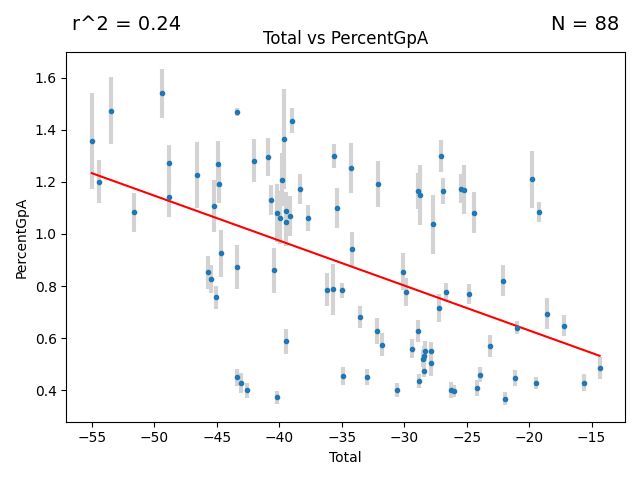 r^2 = 0.24 N = 88
Total vs PercentGpA
1.6
1.4
1.2
1.0
0.8
0.6
0.4
PercentGpA
−55 −50 −45 −40 −35 −30 −25 −20 −15
Total